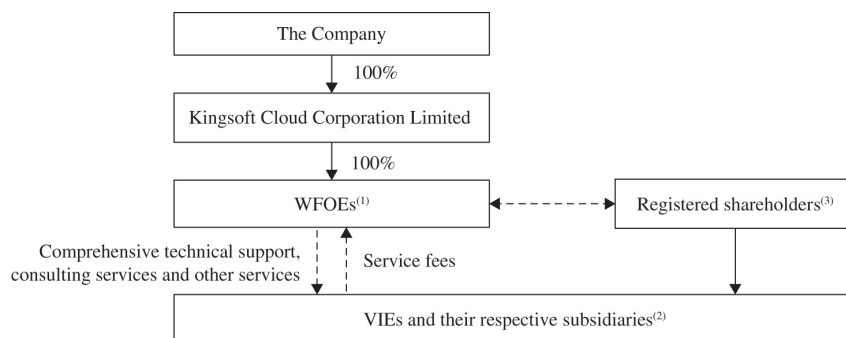 The Company
100%
Kingsoft Cloud Corporation Limited
100%
WFOEs(1)
Registered shareholders(3)
Comprehensive technical support,
consulting services and other services
Service fees
VIEs and their respective subsidiaries(2)